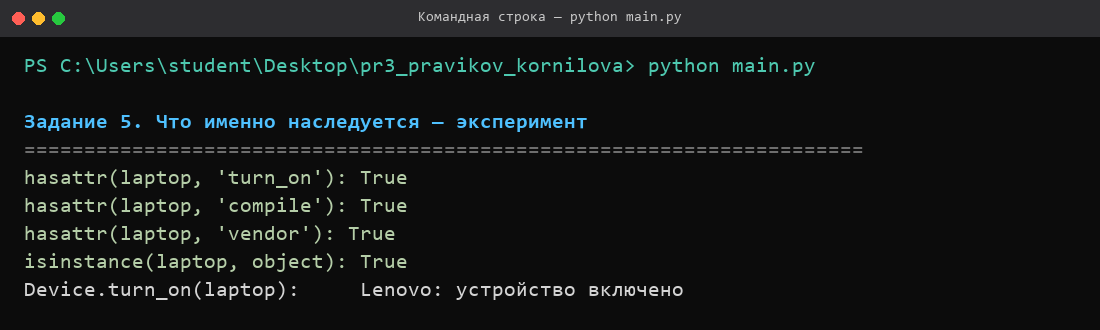 Командная строка — python main.py
PS C:\Users\student\Desktop\pr3_pravikov_kornilova> python main.py
Задание 5. Что именно наследуется — эксперимент
======================================================================
hasattr(laptop, 'turn_on'): True
hasattr(laptop, 'compile'): True
hasattr(laptop, 'vendor'): True
isinstance(laptop, object): True
Device.turn_on(laptop):     Lenovo: устройство включено